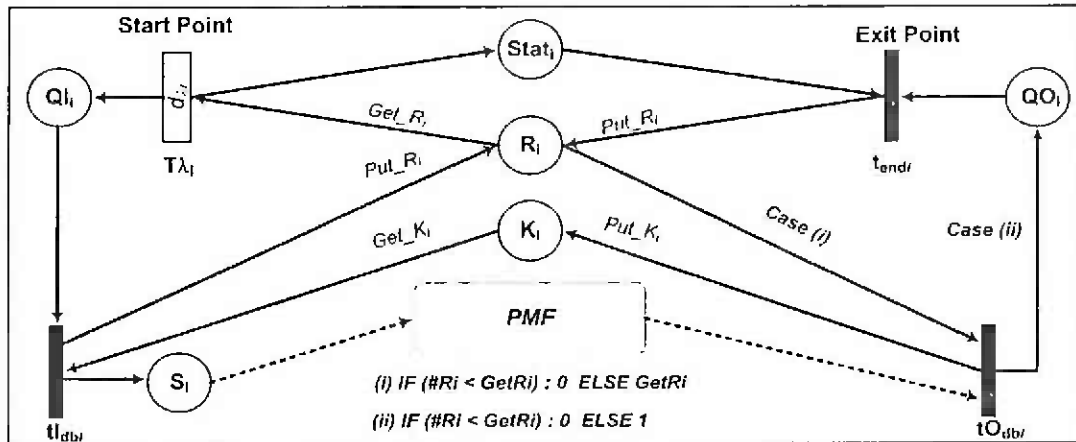 Start Point
Stat_i
Exit Point
QI_i
Get_R_i
Put_R_i
QO_i
Tλ_i
R_i
t_endi
Put_R_i
Get_K_i
K_i
Put_K_i
Case (i)
Case (ii)
PMF
S_i
(i) IF (#Ri < GetRi) : 0 ELSE GetRi
(ii) IF (#Ri < GetRi) : 0 ELSE 1
tI_dbi
tO_dbi